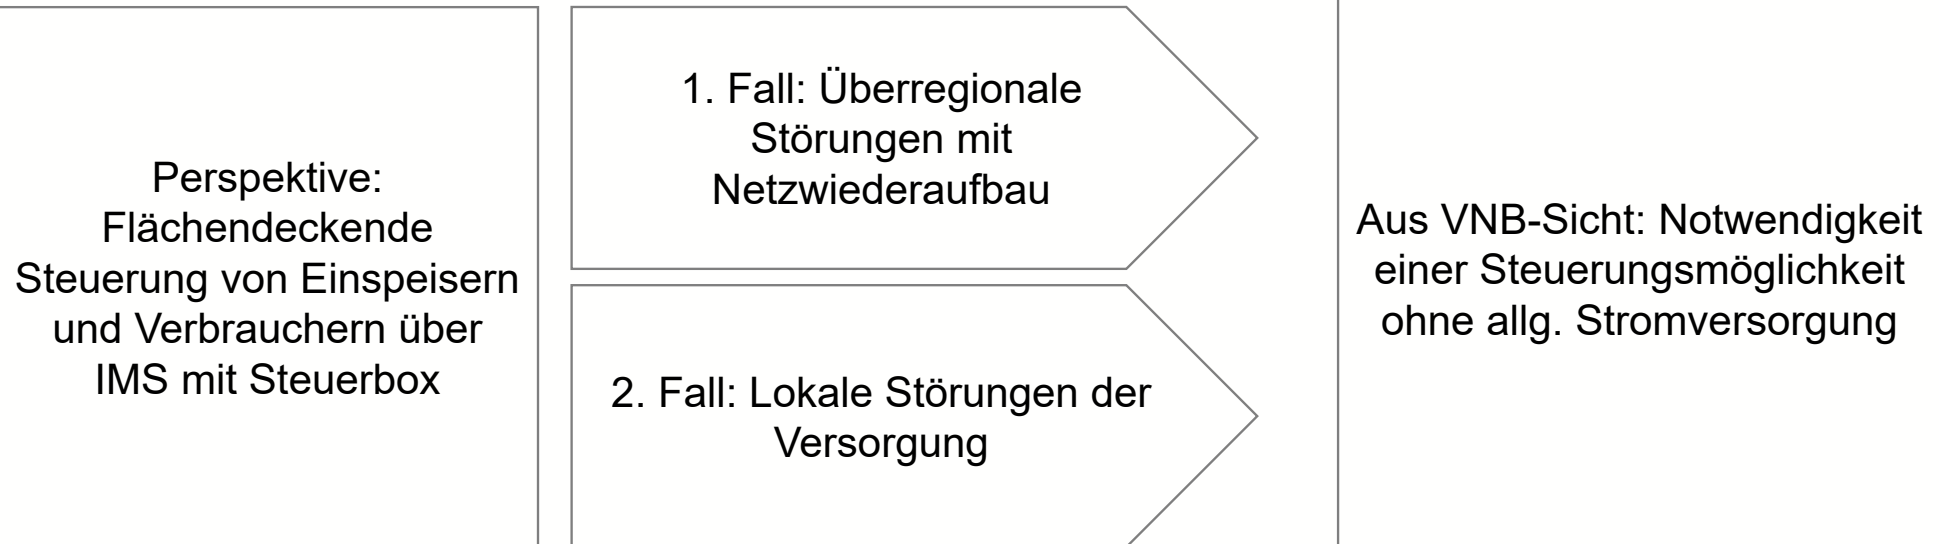 Perspektive:
Flächendeckende
Steuerung von Einspeisern
und Verbrauchern über
IMS mit Steuerbox
1. Fall: Überregionale
Störungen mit
Netzwiederaufbau
2. Fall: Lokale Störungen der
Versorgung
Aus VNB-Sicht: Notwendigkeit
einer Steuerungsmöglichkeit
ohne allg. Stromversorgung